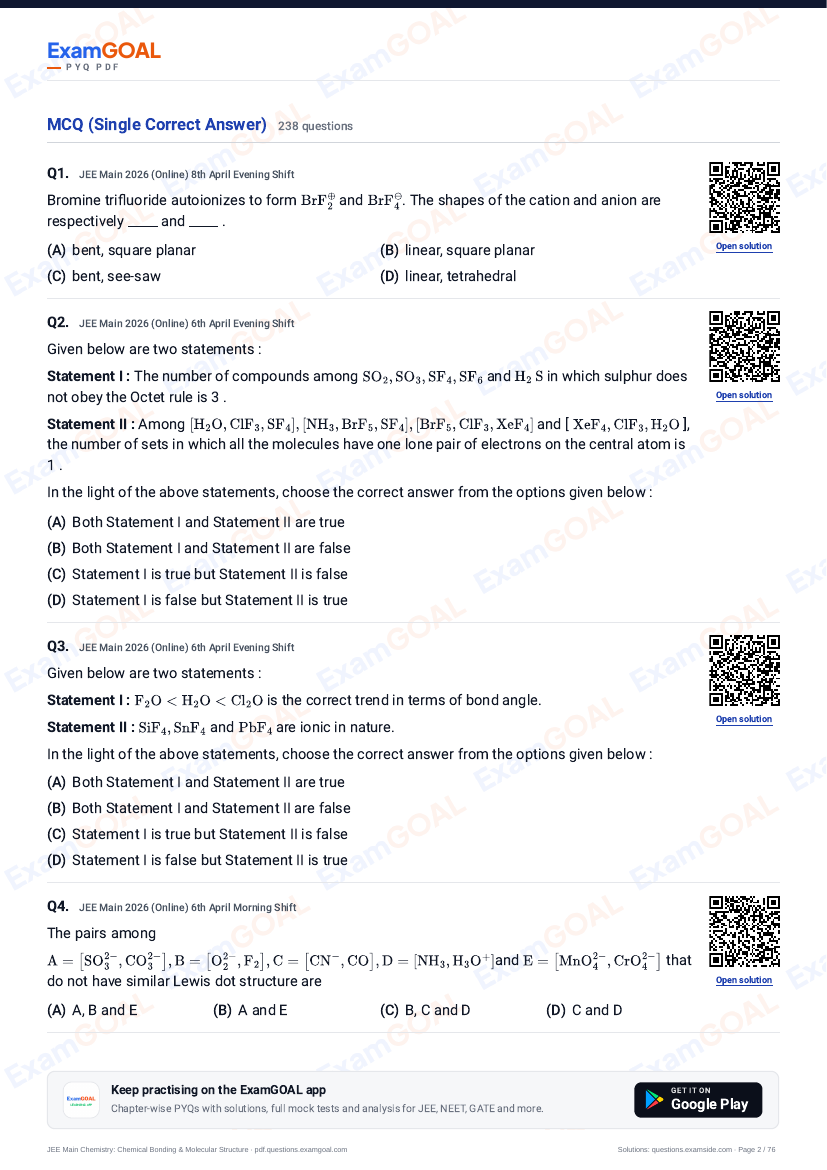 ExamGOAL
PYQ PDF
MCQ (Single Correct Answer) 238 questions
Q1. JEE Main 2026 (Online) 8th April Evening Shift
Bromine trifluoride autoionizes to form BrF₂^⊕ and BrF₄^⊖. The shapes of the cation and anion are
respectively ____ and ____ .
Open solution
(A) bent, square planar (B) linear, square planar
(C) bent, see-saw (D) linear, tetrahedral
Q2. JEE Main 2026 (Online) 6th April Evening Shift
Given below are two statements :
Statement I : The number of compounds among SO₂, SO₃, SF₄, SF₆ and H₂ S in which sulphur does
not obey the Octet rule is 3 .
Open solution
Statement II : Among [H₂O, ClF₃, SF₄], [NH₃, BrF₅, SF₄], [BrF₅, ClF₃, XeF₄] and [ XeF₄, ClF₃, H₂O ],
the number of sets in which all the molecules have one lone pair of electrons on the central atom is
1 .
In the light of the above statements, choose the correct answer from the options given below :
(A) Both Statement I and Statement II are true
(B) Both Statement I and Statement II are false
(C) Statement I is true but Statement II is false
(D) Statement I is false but Statement II is true
Q3. JEE Main 2026 (Online) 6th April Evening Shift
Given below are two statements :
Statement I : F₂O < H₂O < Cl₂O is the correct trend in terms of bond angle.
Open solution
Statement II : SiF₄, SnF₄ and PbF₄ are ionic in nature.
In the light of the above statements, choose the correct answer from the options given below :
(A) Both Statement I and Statement II are true
(B) Both Statement I and Statement II are false
(C) Statement I is true but Statement II is false
(D) Statement I is false but Statement II is true
Q4. JEE Main 2026 (Online) 6th April Morning Shift
The pairs among
A = [SO₃²⁻, CO₃²⁻], B = [O₂²⁻, F₂], C = [CN⁻, CO], D = [NH₃, H₃O⁺]and E = [MnO₄²⁻, CrO₄²⁻] that
do not have similar Lewis dot structure are
Open solution
(A) A, B and E (B) A and E (C) B, C and D (D) C and D
Keep practising on the ExamGOAL app
Chapter-wise PYQs with solutions, full mock tests and analysis for JEE, NEET, GATE and more.
GET IT ON
Google Play
JEE Main Chemistry: Chemical Bonding & Molecular Structure · pdf.questions.examgoal.com
Solutions: questions.examside.com · Page 2 / 76